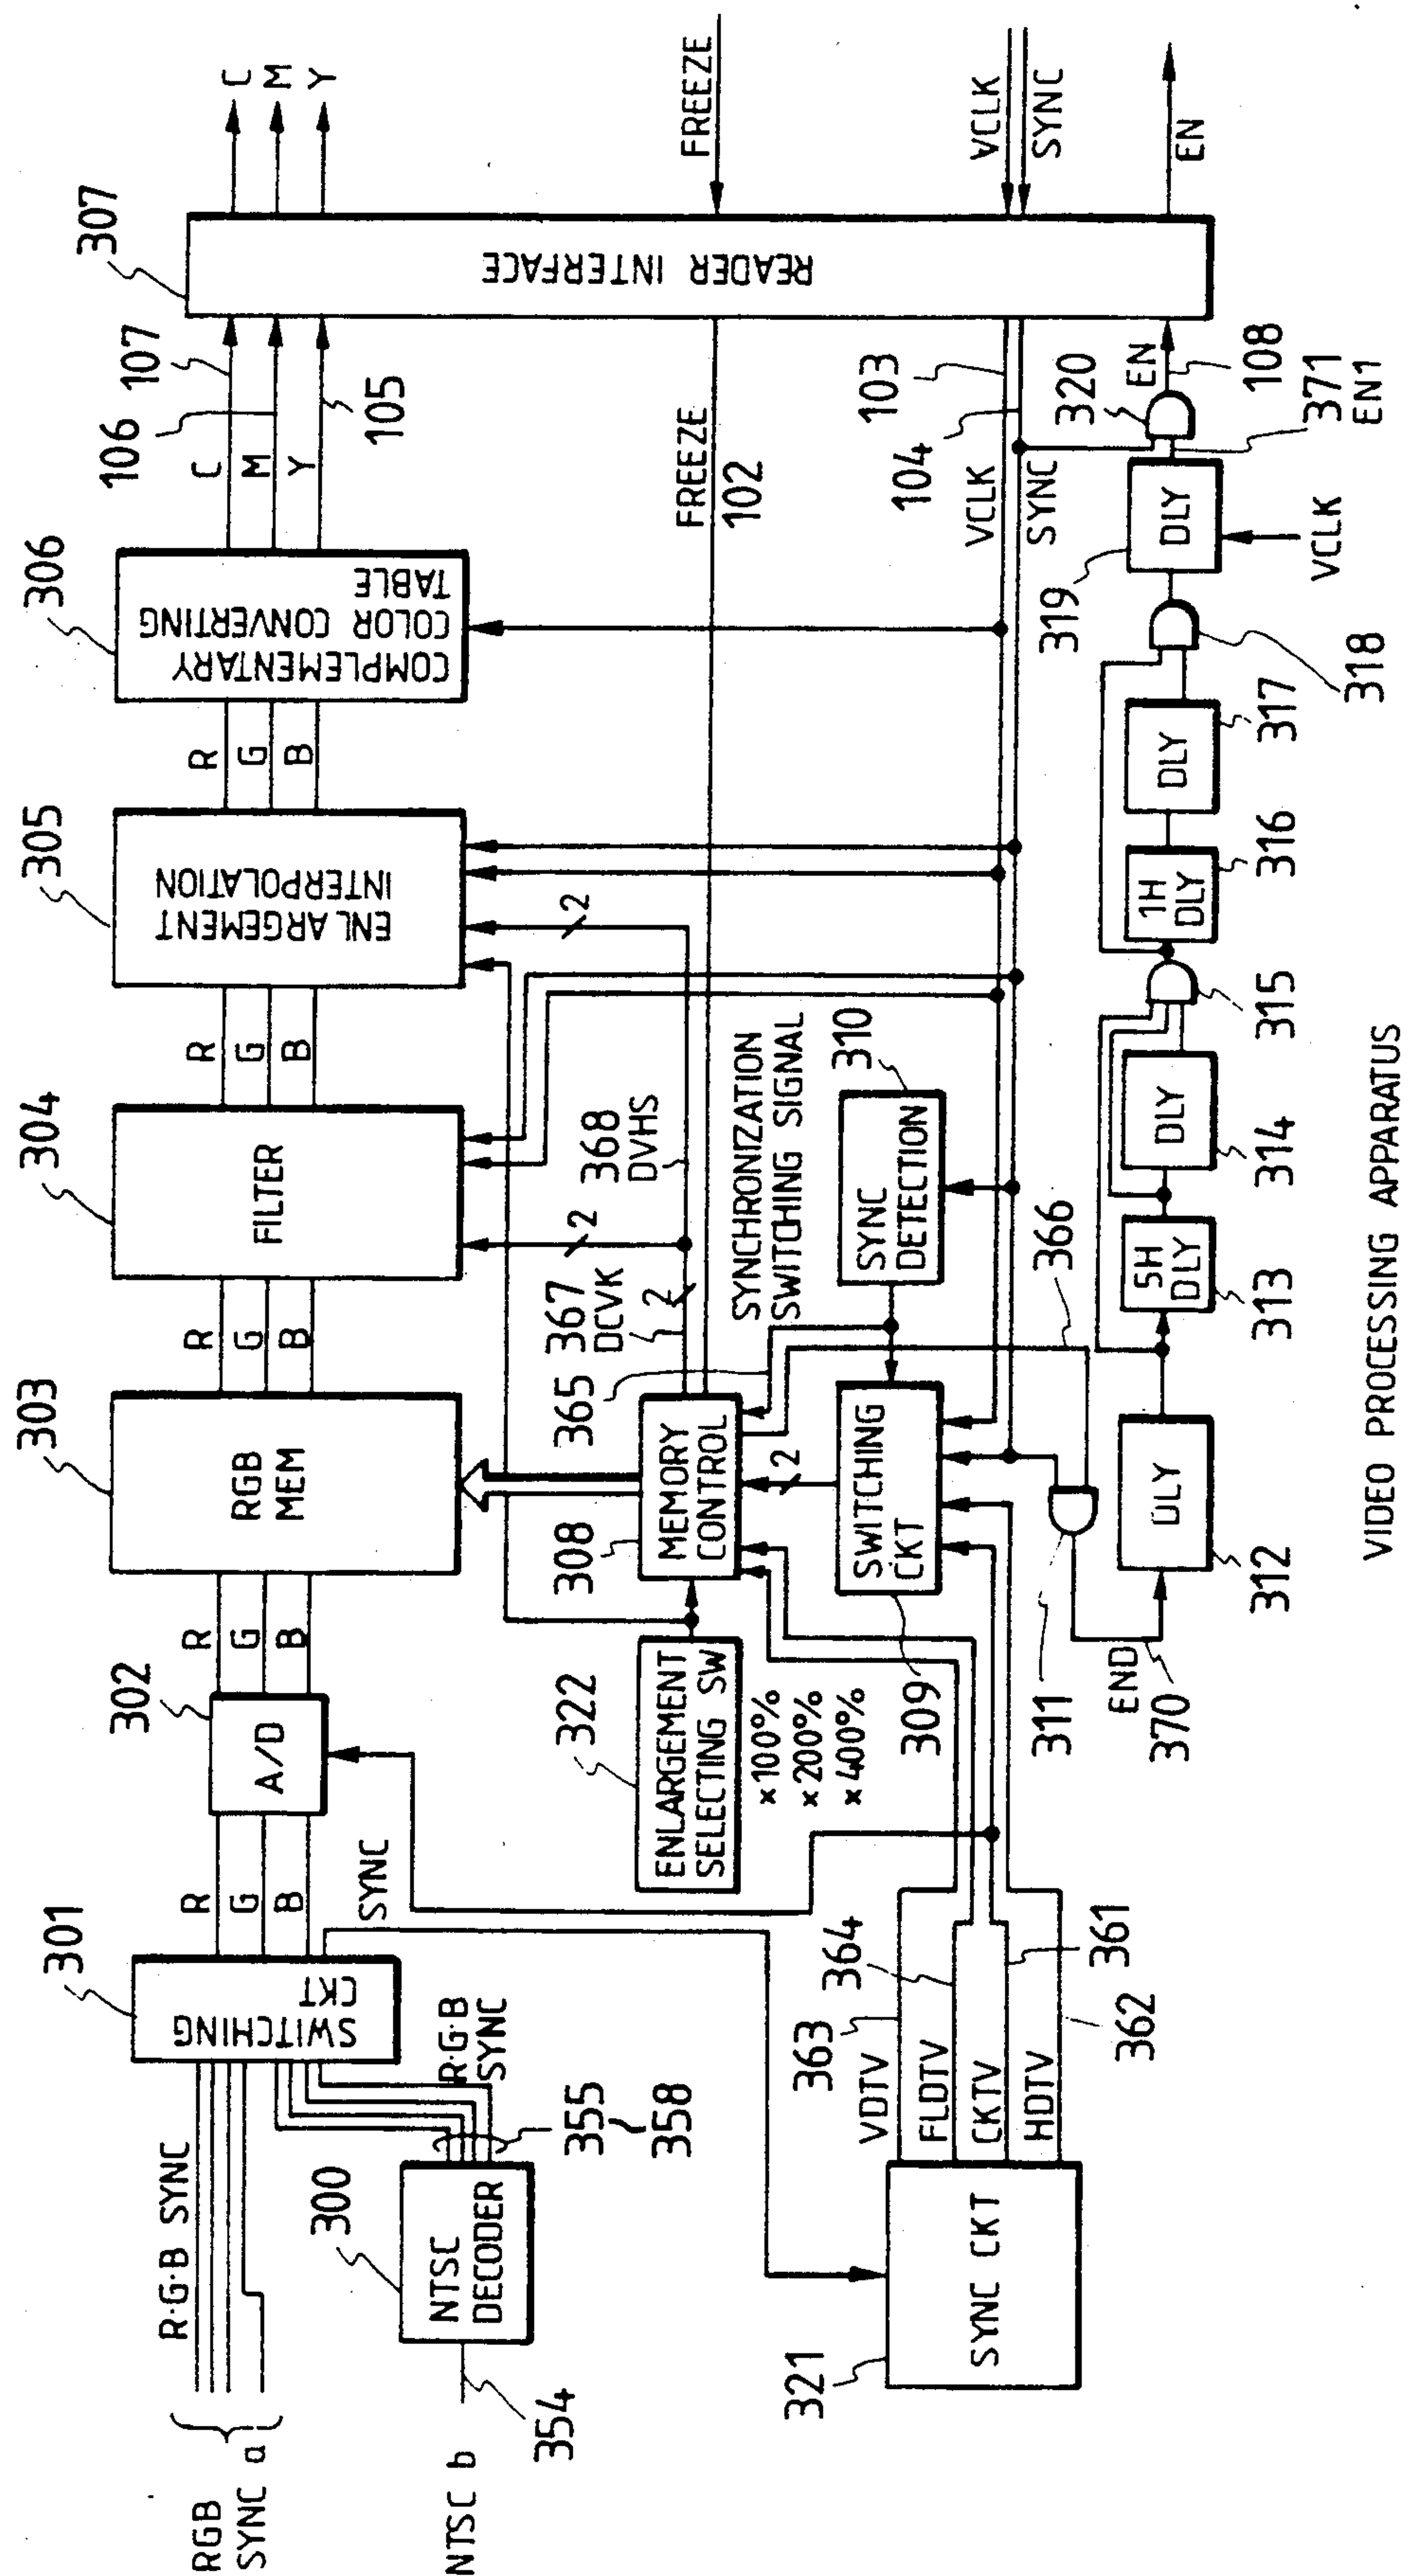 RGB
SYNC a
R·G·B SYNC
NTSC b
354
300
NTSC
DECODER
355
~
358
R·G·B
SYNC
301
SWITCHING
CKT
R
G
B
SYNC
302
A/D
R
G
B
303
RGB
MEM
R
G
B
304
FILTER
R
G
B
305
ENLARGEMENT
INTERPOLATION
R
G
B
306
COMPLEMENTARY
COLOR CONVERTING
TABLE
C
M
Y
106
107
105
307
READER INTERFACE
C
M
Y
FREEZE
VCLK
SYNC
EN
322
ENLARGEMENT
SELECTING SW
×100%
×200%
×400%
308
MEMORY
CONTROL
365
367
DCVK
2
2
368
DVHS
2
SYNCHRONIZATION
SWITCHING SIGNAL
FREEZE
102
321
SYNC CKT
VDTV
FLDTV
CKTV
HDTV
363
364
361
362
309
SWITCHING
CKT
2
310
SYNC
DETECTION
366
VCLK
SYNC
104
103
311
END
370
312
DLY
313
5H
DLY
314
DLY
315
316
1H
DLY
317
DLY
318
319
DLY
VCLK
320
EN
108
371
EN1
VIDEO PROCESSING APPARATUS